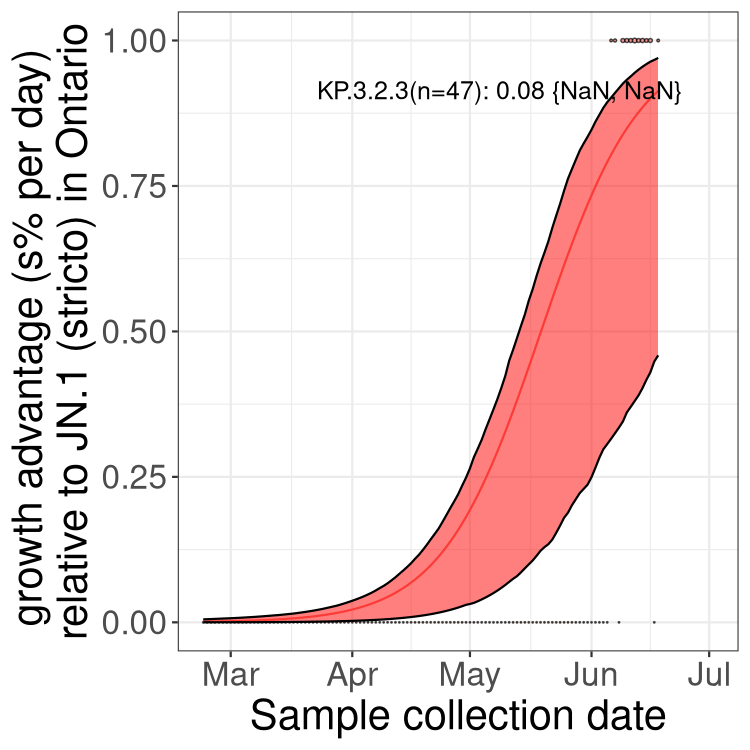 growth advantage (s% per day)
relative to JN.1 (stricto) in Ontario
1.00
0.75
0.50
0.25
0.00
KP.3.2.3(n=47): 0.08 {NaN, NaN}
Mar Apr May Jun Jul
Sample collection date